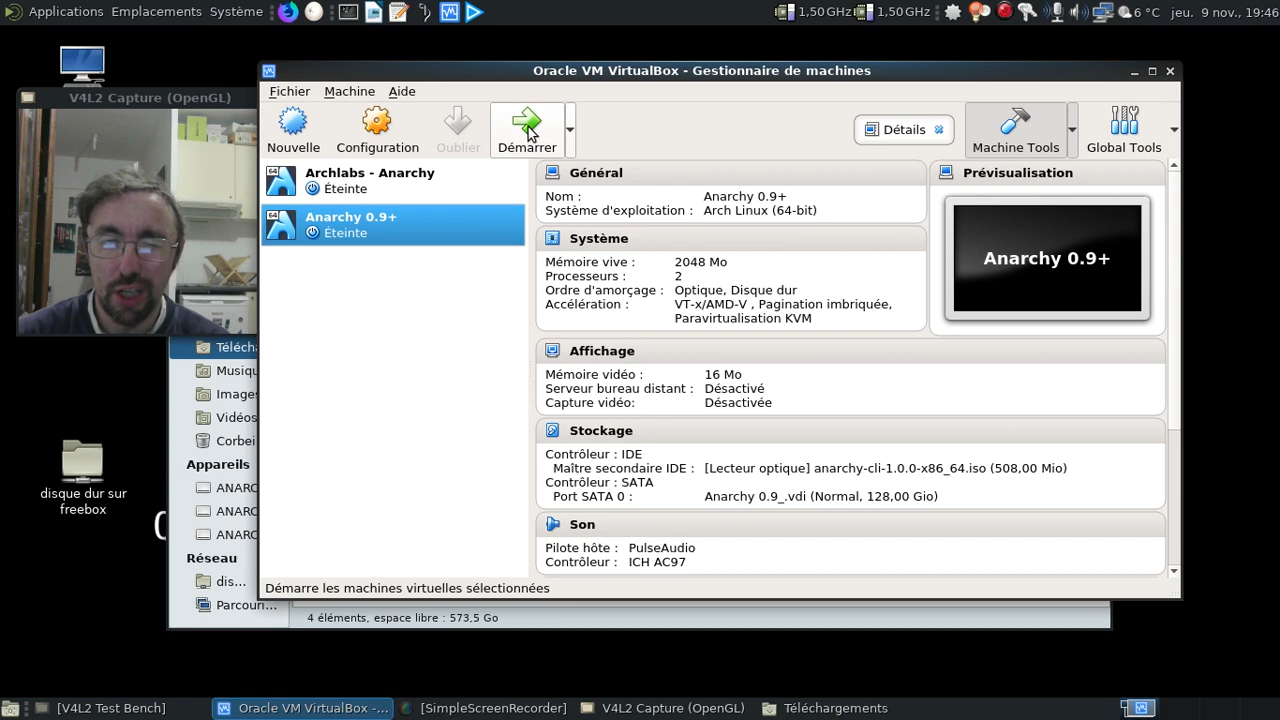 Applications Emplacements Système 1,50 GHz 1,50 GHz 6 °C jeu. 9 nov., 19:46
Oracle VM VirtualBox - Gestionnaire de machines
V4L2 Capture (OpenGL)
Fichier Machine Aide
Nouvelle Configuration Oublier Démarrer Détails Machine Tools Global Tools
64 Archlabs - Anarchy
Éteinte
64 Anarchy 0.9+
Éteinte
Général
Nom : Anarchy 0.9+
Système d'exploitation : Arch Linux (64-bit)
Prévisualisation
Anarchy 0.9+
Système
Mémoire vive : 2048 Mo
Processeurs : 2
Ordre d'amorçage : Optique, Disque dur
Accélération : VT-x/AMD-V , Pagination imbriquée,
Paravirtualisation KVM
Affichage
Mémoire vidéo : 16 Mo
Serveur bureau distant : Désactivé
Capture vidéo: Désactivée
Stockage
Contrôleur : IDE
Maître secondaire IDE : [Lecteur optique] anarchy-cli-1.0.0-x86_64.iso (508,00 Mio)
Contrôleur : SATA
Port SATA 0 : Anarchy 0.9_.vdi (Normal, 128,00 Gio)
Son
Pilote hôte : PulseAudio
Contrôleur : ICH AC97
Démarre les machines virtuelles sélectionnées
Téléch
Musiqu
Images
Vidéos
Corbei
Appareils
ANARC
ANARC
ANARC
Réseau
dis...
Parcouri...
disque dur sur
freebox
4 éléments, espace libre : 573,5 Go
[V4L2 Test Bench] Oracle VM VirtualBox -... [SimpleScreenRecorder] V4L2 Capture (OpenGL) Téléchargements